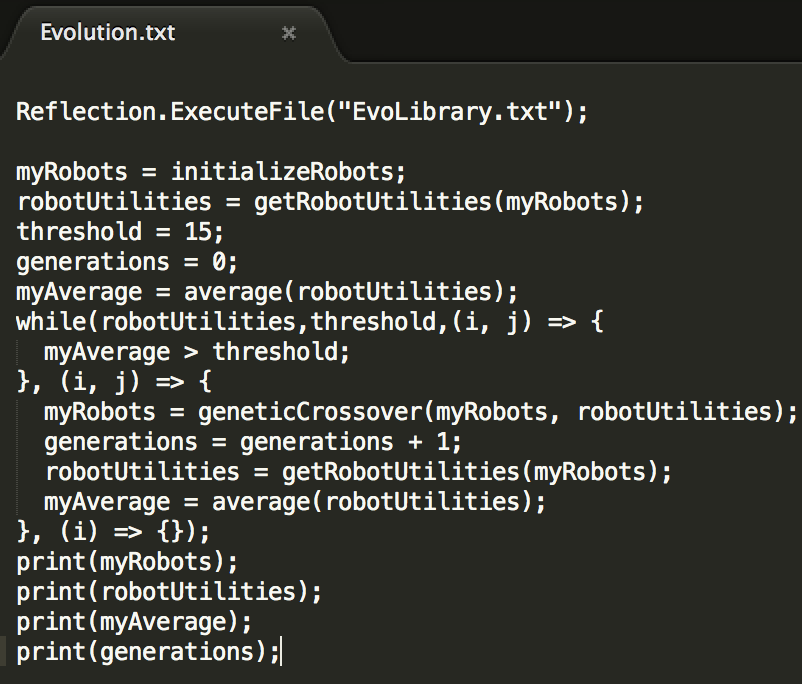 Evolution.txt
Reflection.ExecuteFile("EvoLibrary.txt");
myRobots = initializeRobots;
robotUtilities = getRobotUtilities(myRobots);
threshold = 15;
generations = 0;
myAverage = average(robotUtilities);
while(robotUtilities,threshold,(i, j) => {
  myAverage > threshold;
}, (i, j) => {
  myRobots = geneticCrossover(myRobots, robotUtilities);
  generations = generations + 1;
  robotUtilities = getRobotUtilities(myRobots);
  myAverage = average(robotUtilities);
}, (i) => {});
print(myRobots);
print(robotUtilities);
print(myAverage);
print(generations);